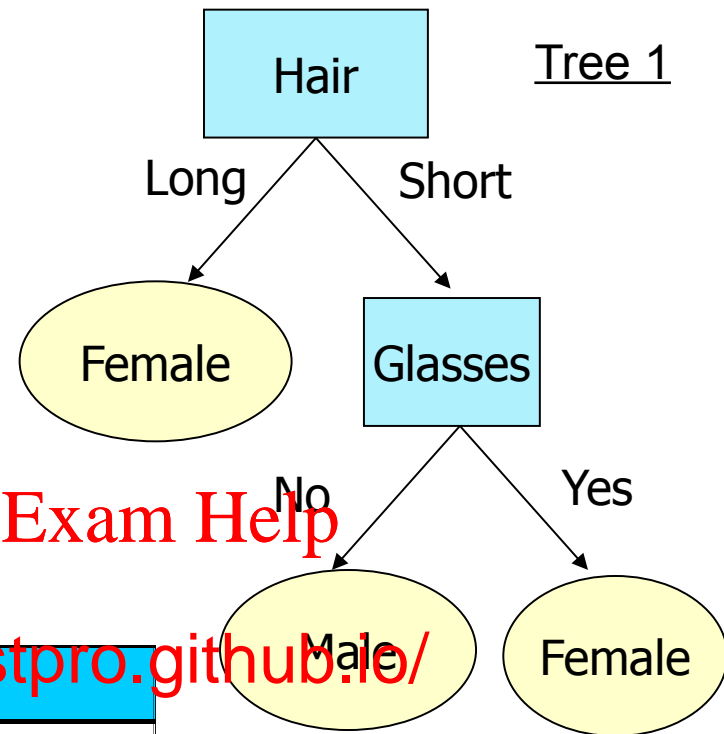 Hair
Tree 1
Long
Short
Female
Glasses
No
Yes
Exam Help
Male
Female
stpro.github.io/